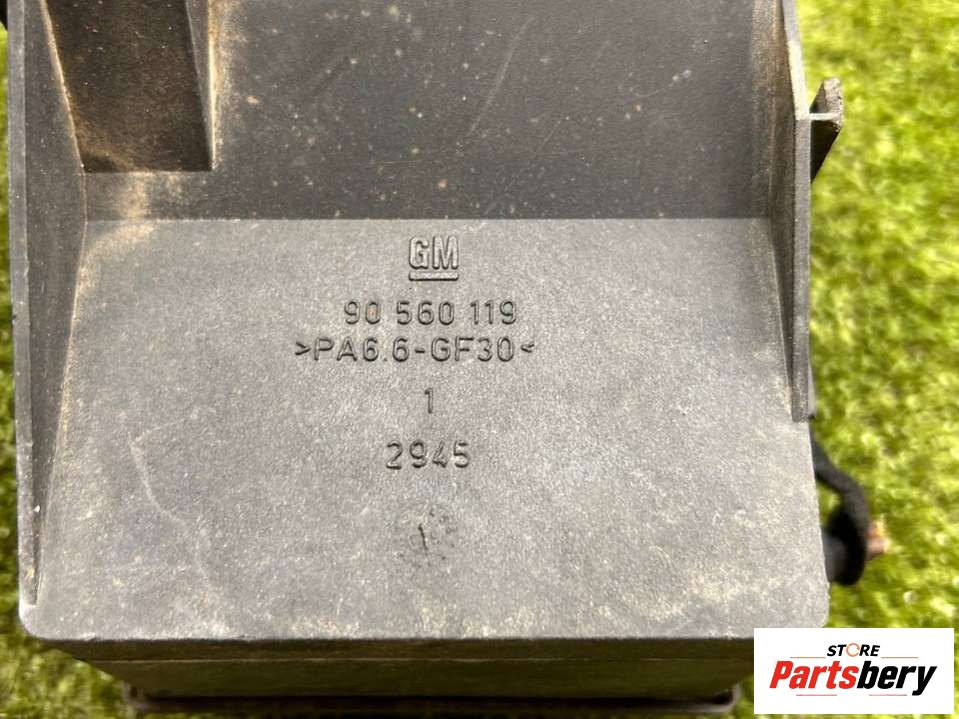 GM
90 560 119
>PA6.6-GF30<
1
2945
STORE
Partsbery